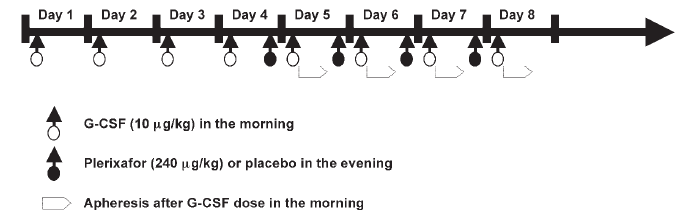 Day 1 Day 2 Day 3 Day 4 Day 5 Day 6 Day 7 Day 8
G-CSF (10 μg/kg) in the morning
Plerixafor (240 μg/kg) or placebo in the evening
Apheresis after G-CSF dose in the morning